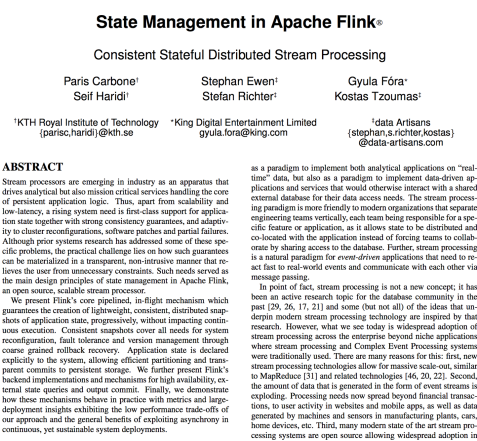 State Management in Apache Flink®
Consistent Stateful Distributed Stream Processing
Paris Carbone† Stephan Ewen‡ Gyula Fóra*
Seif Haridi† Stefan Richter‡ Kostas Tzoumas‡
†KTH Royal Institute of Technology *King Digital Entertainment Limited ‡data Artisans
{parisc,haridi}@kth.se gyula.fora@king.com {stephan,s.richter,kostas}
@data-artisans.com
ABSTRACT
Stream processors are emerging in industry as an apparatus that
drives analytical but also mission critical services handling the core
of persistent application logic. Thus, apart from scalability and
low-latency, a rising system need is first-class support for applica-
tion state together with strong consistency guarantees, and adaptiv-
ity to cluster reconfigurations, software patches and partial failures.
Although prior systems research has addressed some of these spe-
cific problems, the practical challenge lies on how such guarantees
can be materialized in a transparent, non-intrusive manner that re-
lieves the user from unnecessary constraints. Such needs served as
the main design principles of state management in Apache Flink,
an open source, scalable stream processor.
We present Flink's core pipelined, in-flight mechanism which
guarantees the creation of lightweight, consistent, distributed snap-
shots of application state, progressively, without impacting contin-
uous execution. Consistent snapshots cover all needs for system
reconfiguration, fault tolerance and version management through
coarse grained rollback recovery. Application state is declared
explicitly to the system, allowing efficient partitioning and trans-
parent commits to persistent storage. We further present Flink's
backend implementations and mechanisms for high availability, ex-
ternal state queries and output commit. Finally, we demonstrate
how these mechanisms behave in practice with metrics and large-
deployment insights exhibiting the low performance trade-offs of
our approach and the general benefits of exploiting asynchrony in
continuous, yet sustainable system deployments.
as a paradigm to implement both analytical applications on "real-
time" data, but also as a paradigm to implement data-driven ap-
plications and services that would otherwise interact with a shared
external database for their data access needs. The stream process-
ing paradigm is more friendly to modern organizations that separate
engineering teams vertically, each team being responsible for a spe-
cific feature or application, as it allows state to be distributed and
co-located with the application instead of forcing teams to collab-
orate by sharing access to the database. Further, stream processing
is a natural paradigm for event-driven applications that need to re-
act fast to real-world events and communicate with each other via
message passing.
In point of fact, stream processing is not a new concept; it has
been an active research topic for the database community in the
past [29, 26, 17, 21] and some (but not all) of the ideas that un-
derpin modern stream processing technology are inspired by that
research. However, what we see today is widespread adoption of
stream processing across the enterprise beyond niche applications
where stream processing and Complex Event Processing systems
were traditionally used. There are many reasons for this: first, new
stream processing technologies allow for massive scale-out, similar
to MapReduce [31] and related technologies [46, 20, 22]. Second,
the amount of data that is generated in the form of event streams is
exploding. Processing needs now spread beyond financial transac-
tions, to user activity in websites and mobile apps, as well as data
generated by machines and sensors in manufacturing plants, cars,
home devices, etc. Third, many modern state of the art stream pro-
cessing systems are open source allowing widespread adoption in